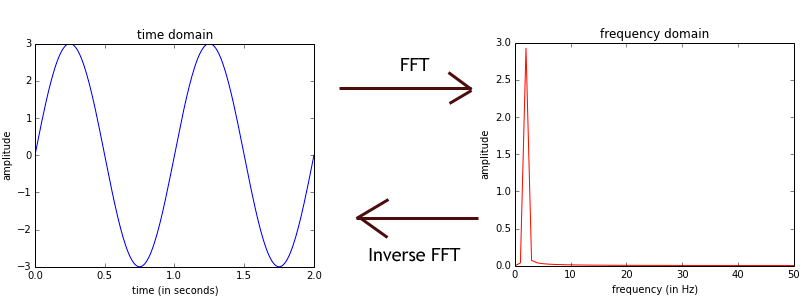 time domain
3
2
1
0
−1
−2
−3
amplitude
0.0 0.5 1.0 1.5 2.0
time (in seconds)
FFT
Inverse FFT
frequency domain
3.0
2.5
2.0
1.5
1.0
0.5
0.0
amplitude
0 10 20 30 40 50
frequency (in Hz)